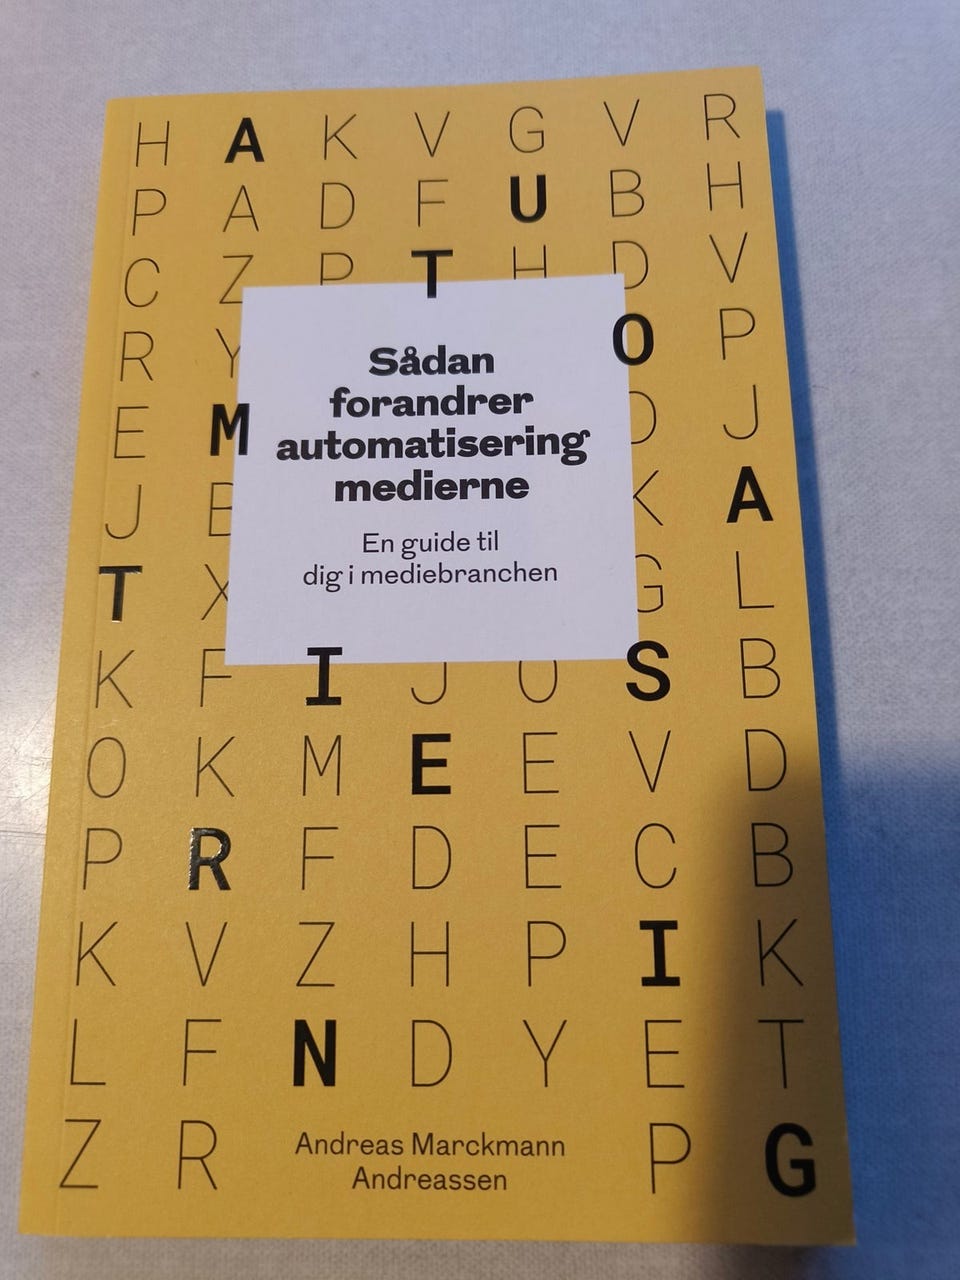 H A K V G V R
P A D F U B H
C Z P T H D V
R Y O P
E M O J
J E K A
T X G L
K F I J U S B
O K M E E V D
P R F D E C B
K V Z H P I K
L F N D Y E T
Z R P G
Sådan
forandrer
automatisering
medierne
En guide til
dig i mediebranchen
Andreas Marckmann
Andreassen